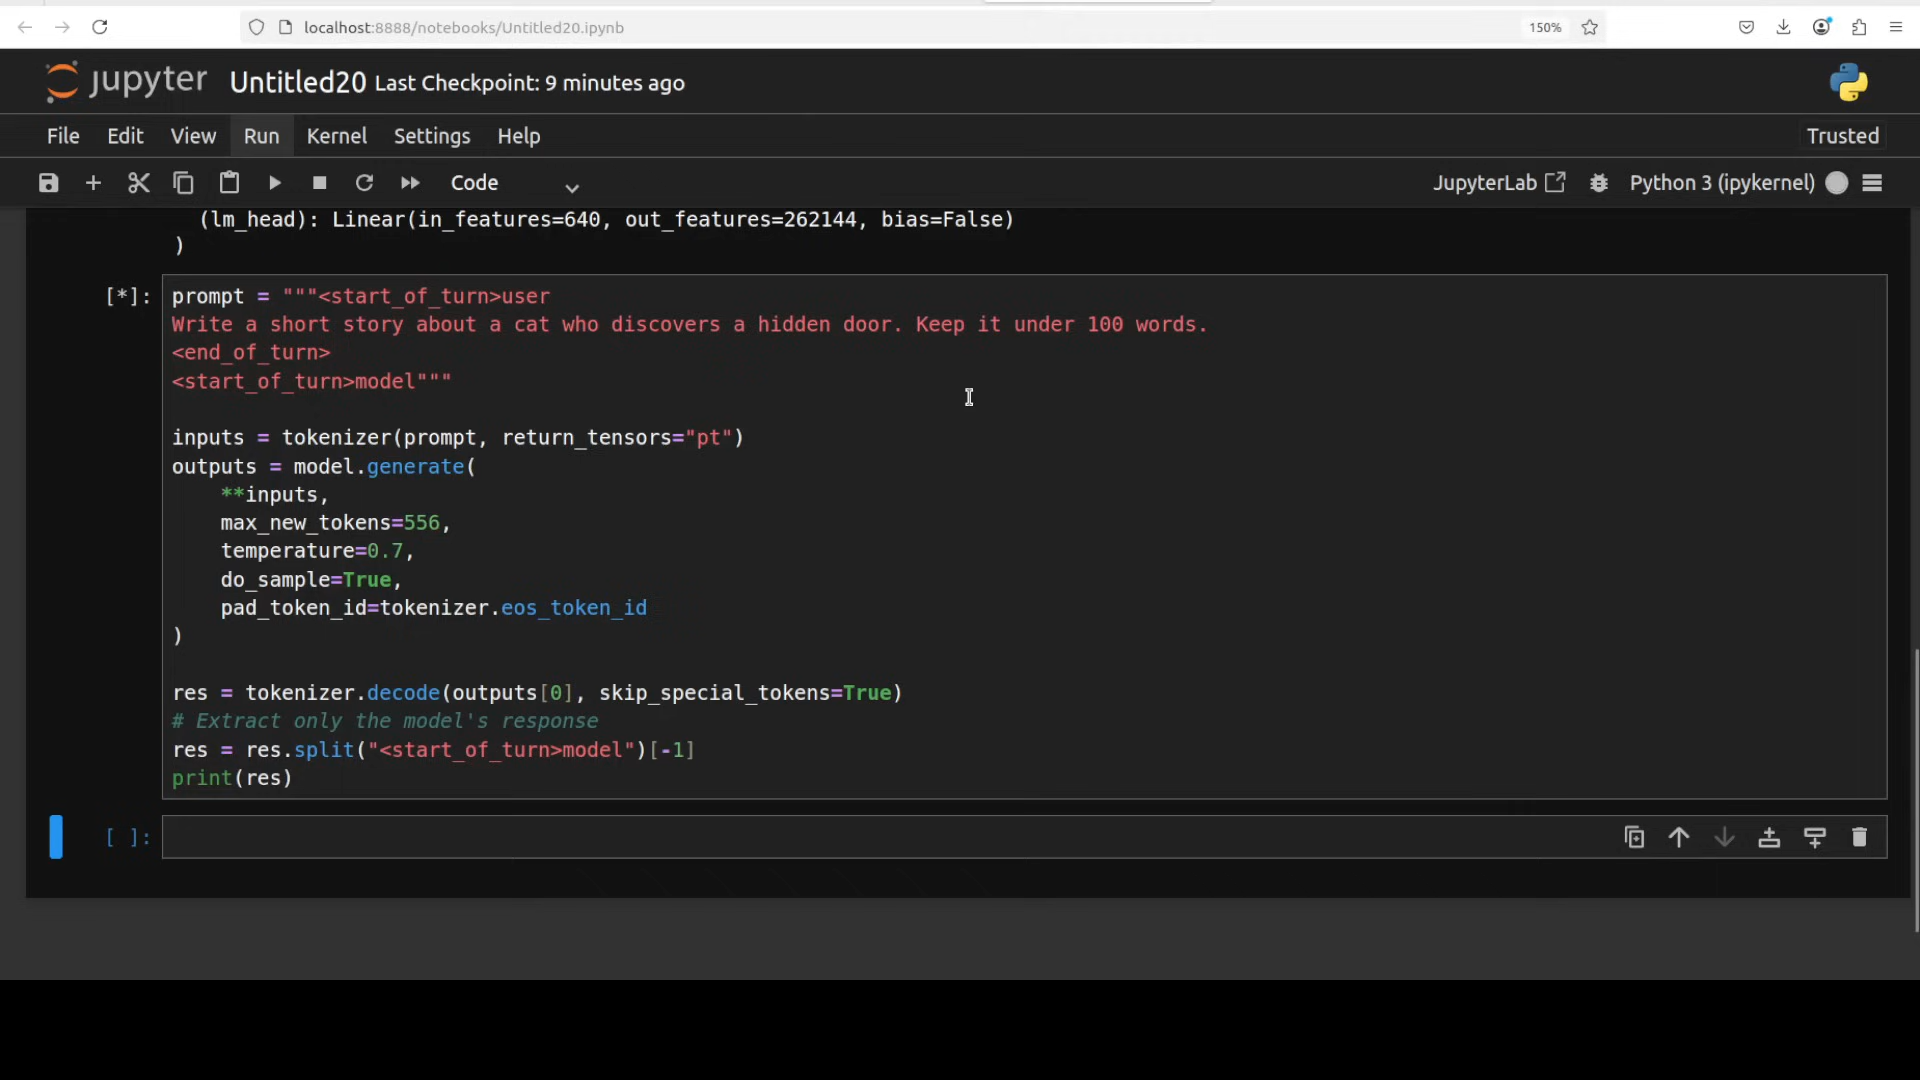 localhost:8888/notebooks/Untitled20.ipynb
150%
jupyter Untitled20 Last Checkpoint: 9 minutes ago
File Edit View Run Kernel Settings Help Trusted
Code JupyterLab Python 3 (ipykernel)
(lm_head): Linear(in_features=640, out_features=262144, bias=False)
)
[*]: prompt = """<start_of_turn>user
Write a short story about a cat who discovers a hidden door. Keep it under 100 words.
<end_of_turn>
<start_of_turn>model"""
inputs = tokenizer(prompt, return_tensors="pt")
outputs = model.generate(
    **inputs,
    max_new_tokens=556,
    temperature=0.7,
    do_sample=True,
    pad_token_id=tokenizer.eos_token_id
)
res = tokenizer.decode(outputs[0], skip_special_tokens=True)
# Extract only the model's response
res = res.split("<start_of_turn>model")[-1]
print(res)
[ ]: